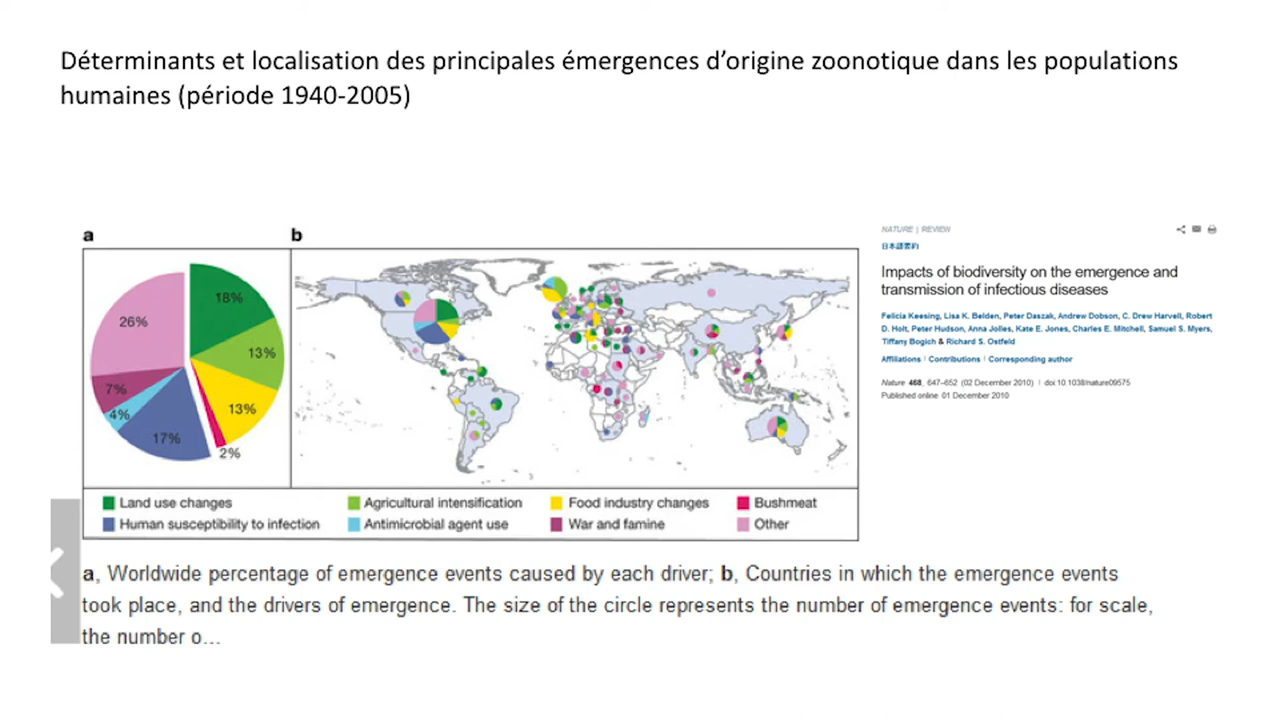 Déterminants et localisation des principales émergences d’origine zoonotique dans les populations
humaines (période 1940-2005)
a
b
18%
13%
13%
2%
17%
4%
7%
26%
Land use changes
Agricultural intensification
Food industry changes
Bushmeat
Human susceptibility to infection
Antimicrobial agent use
War and famine
Other
NATURE | REVIEW
日本語要約
Impacts of biodiversity on the emergence and
transmission of infectious diseases
Felicia Keesing, Lisa K. Belden, Peter Daszak, Andrew Dobson, C. Drew Harvell, Robert
D. Holt, Peter Hudson, Anna Jolles, Kate E. Jones, Charles E. Mitchell, Samuel S. Myers,
Tiffany Bogich & Richard S. Ostfeld
Affiliations | Contributions | Corresponding author
Nature 468, 647–652 (02 December 2010) | doi:10.1038/nature09575
Published online 01 December 2010
a, Worldwide percentage of emergence events caused by each driver; b, Countries in which the emergence events
took place, and the drivers of emergence. The size of the circle represents the number of emergence events: for scale,
the number o...